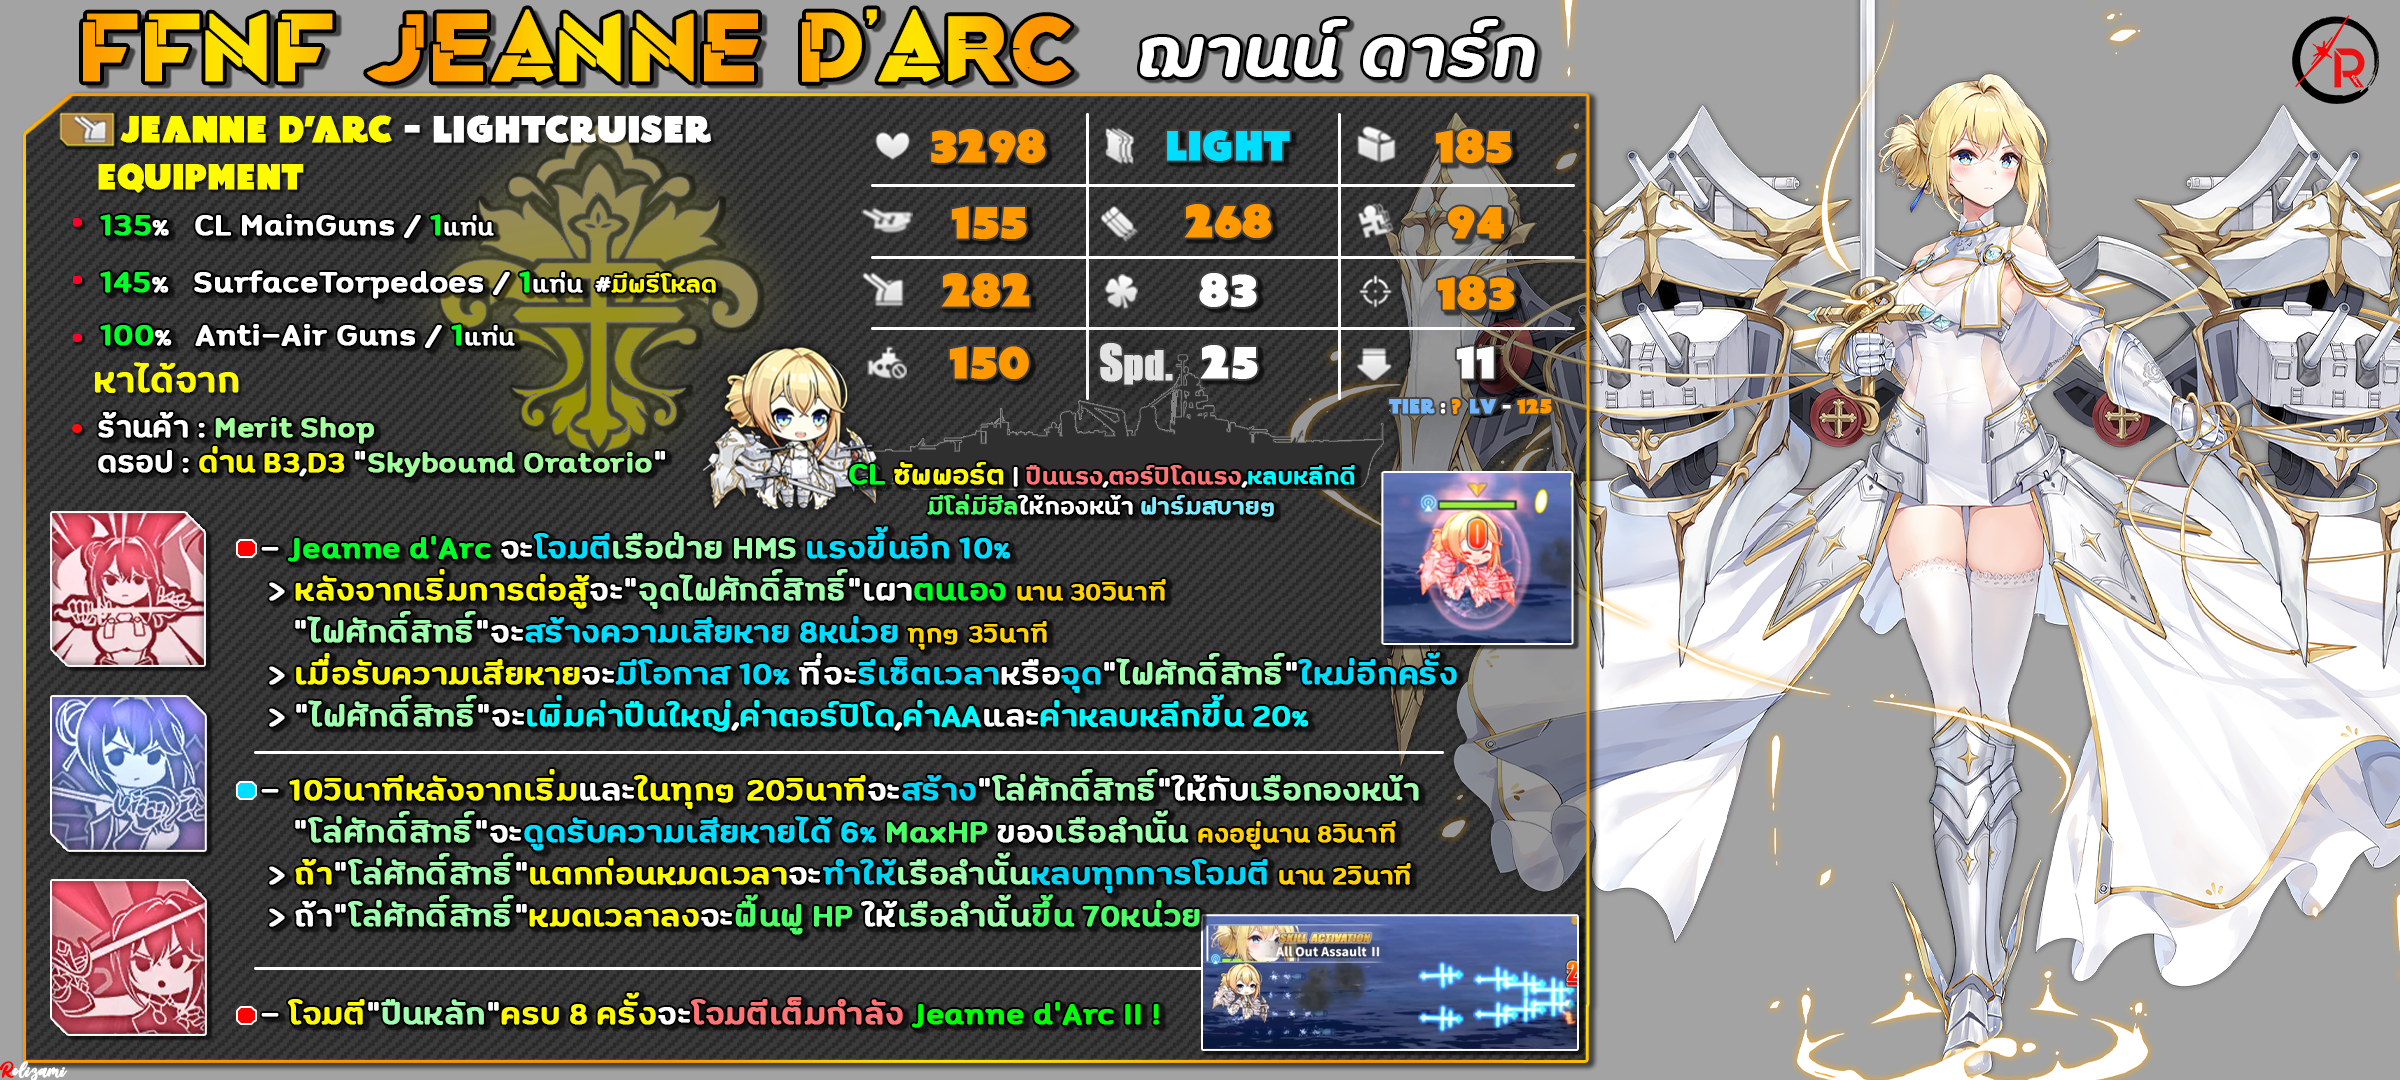 FFNF JEANNE D'ARC ฌานน์ ดาร์ก
R
JEANNE D'ARC - LIGHTCRUISER
EQUIPMENT
135% CL MainGuns / 1แท่น
145% SurfaceTorpedoes / 1แท่น #มีพรีโหลด
100% Anti-Air Guns / 1แท่น
หาได้จาก
ร้านค้า : Merit Shop
ดรอป : ด่าน B3,D3 "Skybound Oratorio"
3298 LIGHT 185
155 268 94
282 83 183
150 Spd. 25 11
TIER : ? LV - 125
CL ซัพพอร์ต | ปืนแรง,ตอร์ปิโดแรง,หลบหลีกดี
มีโล่มีฮีลให้กองหน้า ฟาร์มสบายๆ
0
- Jeanne d'Arc จะโจมตีเรือฝ่าย HMS แรงขึ้นอีก 10%
> หลังจากเริ่มการต่อสู้จะ"จุดไฟศักดิ์สิทธิ์"เผาตนเอง นาน 30วินาที
"ไฟศักดิ์สิทธิ์"จะสร้างความเสียหาย 8หน่วย ทุกๆ 3วินาที
> เมื่อรับความเสียหายจะมีโอกาส 10% ที่จะรีเซ็ตเวลาหรือจุด"ไฟศักดิ์สิทธิ์"ใหม่อีกครั้ง
> "ไฟศักดิ์สิทธิ์"จะเพิ่มค่าปืนใหญ่,ค่าตอร์ปิโด,ค่าAAและค่าหลบหลีกขึ้น 20%
- 10วินาทีหลังจากเริ่มและในทุกๆ 20วินาทีจะสร้าง"โล่ศักดิ์สิทธิ์"ให้กับเรือกองหน้า
"โล่ศักดิ์สิทธิ์"จะดูดรับความเสียหายได้ 6% MaxHP ของเรือลำนั้น คงอยู่นาน 8วินาที
> ถ้า"โล่ศักดิ์สิทธิ์"แตกก่อนหมดเวลาจะทำให้เรือลำนั้นหลบทุกการโจมตี นาน 2วินาที
> ถ้า"โล่ศักดิ์สิทธิ์"หมดเวลาลงจะฟื้นฟู HP ให้เรือลำนั้นขึ้น 70หน่วย
SKILL ACTIVATION
All Out Assault II
2
- โจมตี"ปืนหลัก"ครบ 8 ครั้งจะโจมตีเต็มกำลัง Jeanne d'Arc II !
Relizami